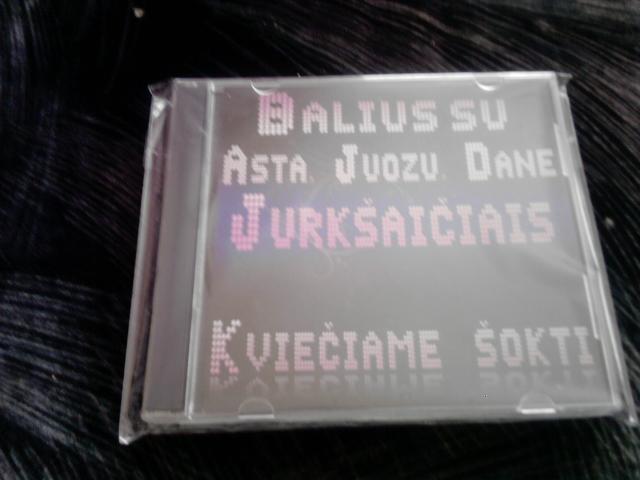 DALIUS SU
ASTA, JUOZU, DANE
JURKŠAIČIAIS
KVIEČIAME ŠOKTI